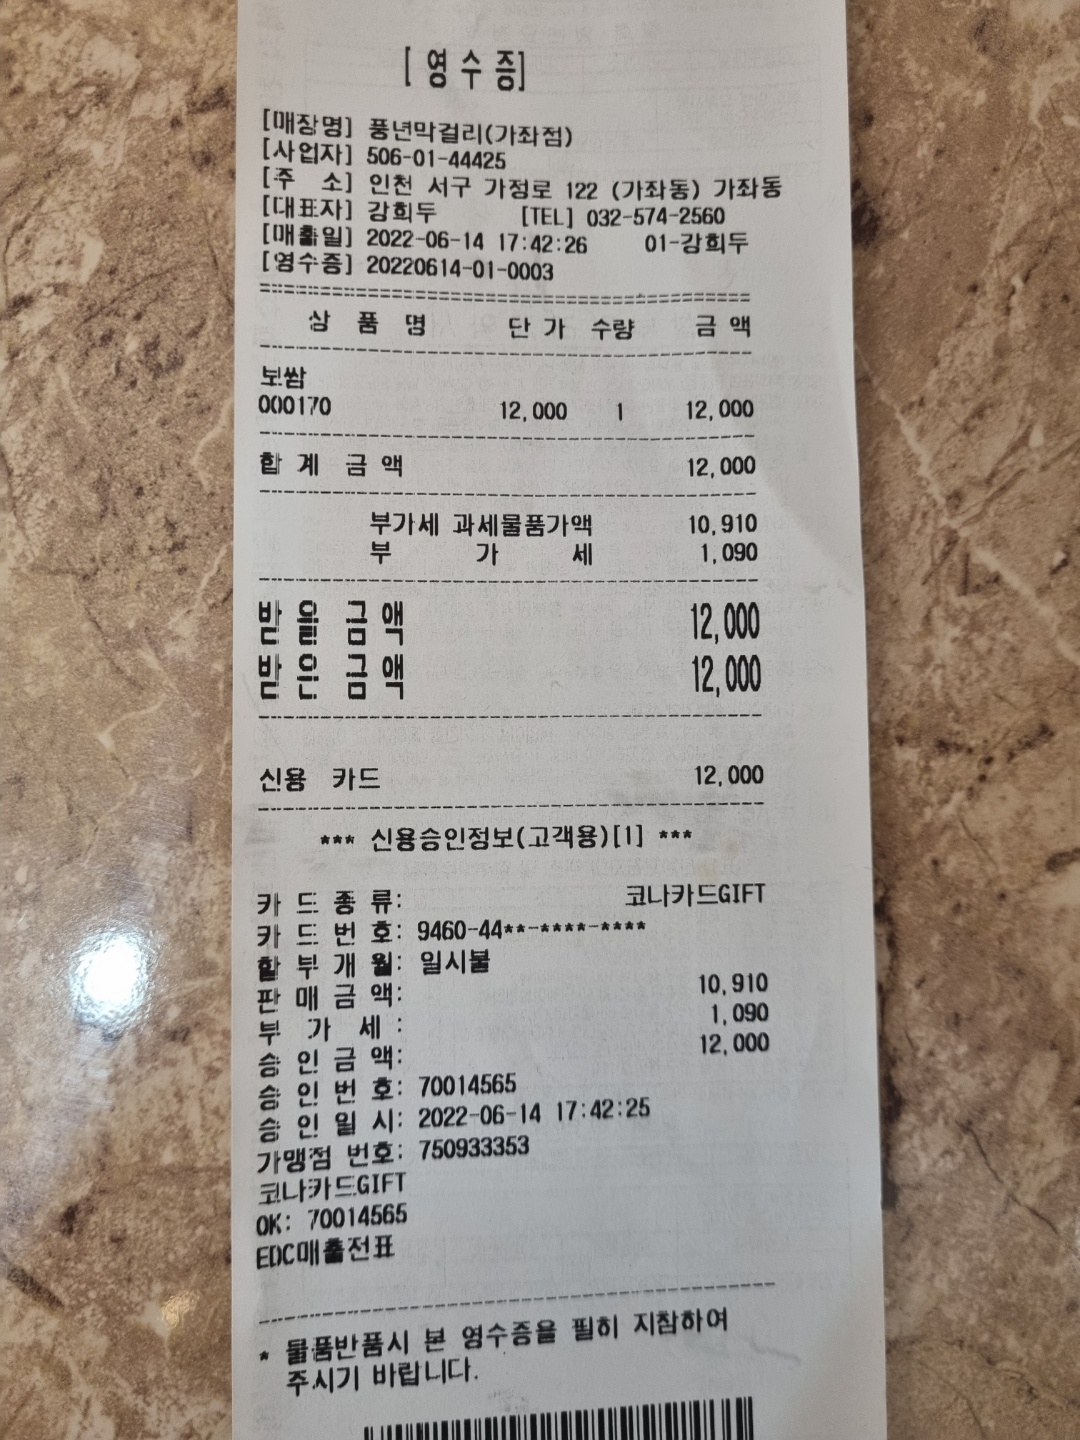 [ 영 수 증]
[매장명] 풍년막걸리(가좌점)
[사업자] 506-01-44425
[주 소] 인천 서구 가정로 122 (가좌동) 가좌동
[대표자] 강희두 [TEL] 032-574-2560
[매출일] 2022-06-14 17:42:26 01-강희두
[영수증] 20220614-01-0003
상 품 명 단 가 수량 금 액
보쌈
000170 12,000 1 12,000
합 계 금 액 12,000
부가세 과세물품가액 10,910
부 가 세 1,090
받 을 금 액 12,000
받 은 금 액 12,000
신용 카드 12,000
*** 신용승인정보(고객용)[1] ***
카 드 종 류: 코나카드GIFT
카 드 번 호: 9460-44**-****-****
할 부 개 월: 일시불
판 매 금 액: 10,910
부 가 세 : 1,090
승 인 금 액: 12,000
승 인 번 호: 70014565
승 인 일 시: 2022-06-14 17:42:25
가맹점 번호: 750933353
코나카드GIFT
OK: 70014565
EDC매출전표
* 물품반품시 본 영수증을 필히 지참하여
주시기 바랍니다.